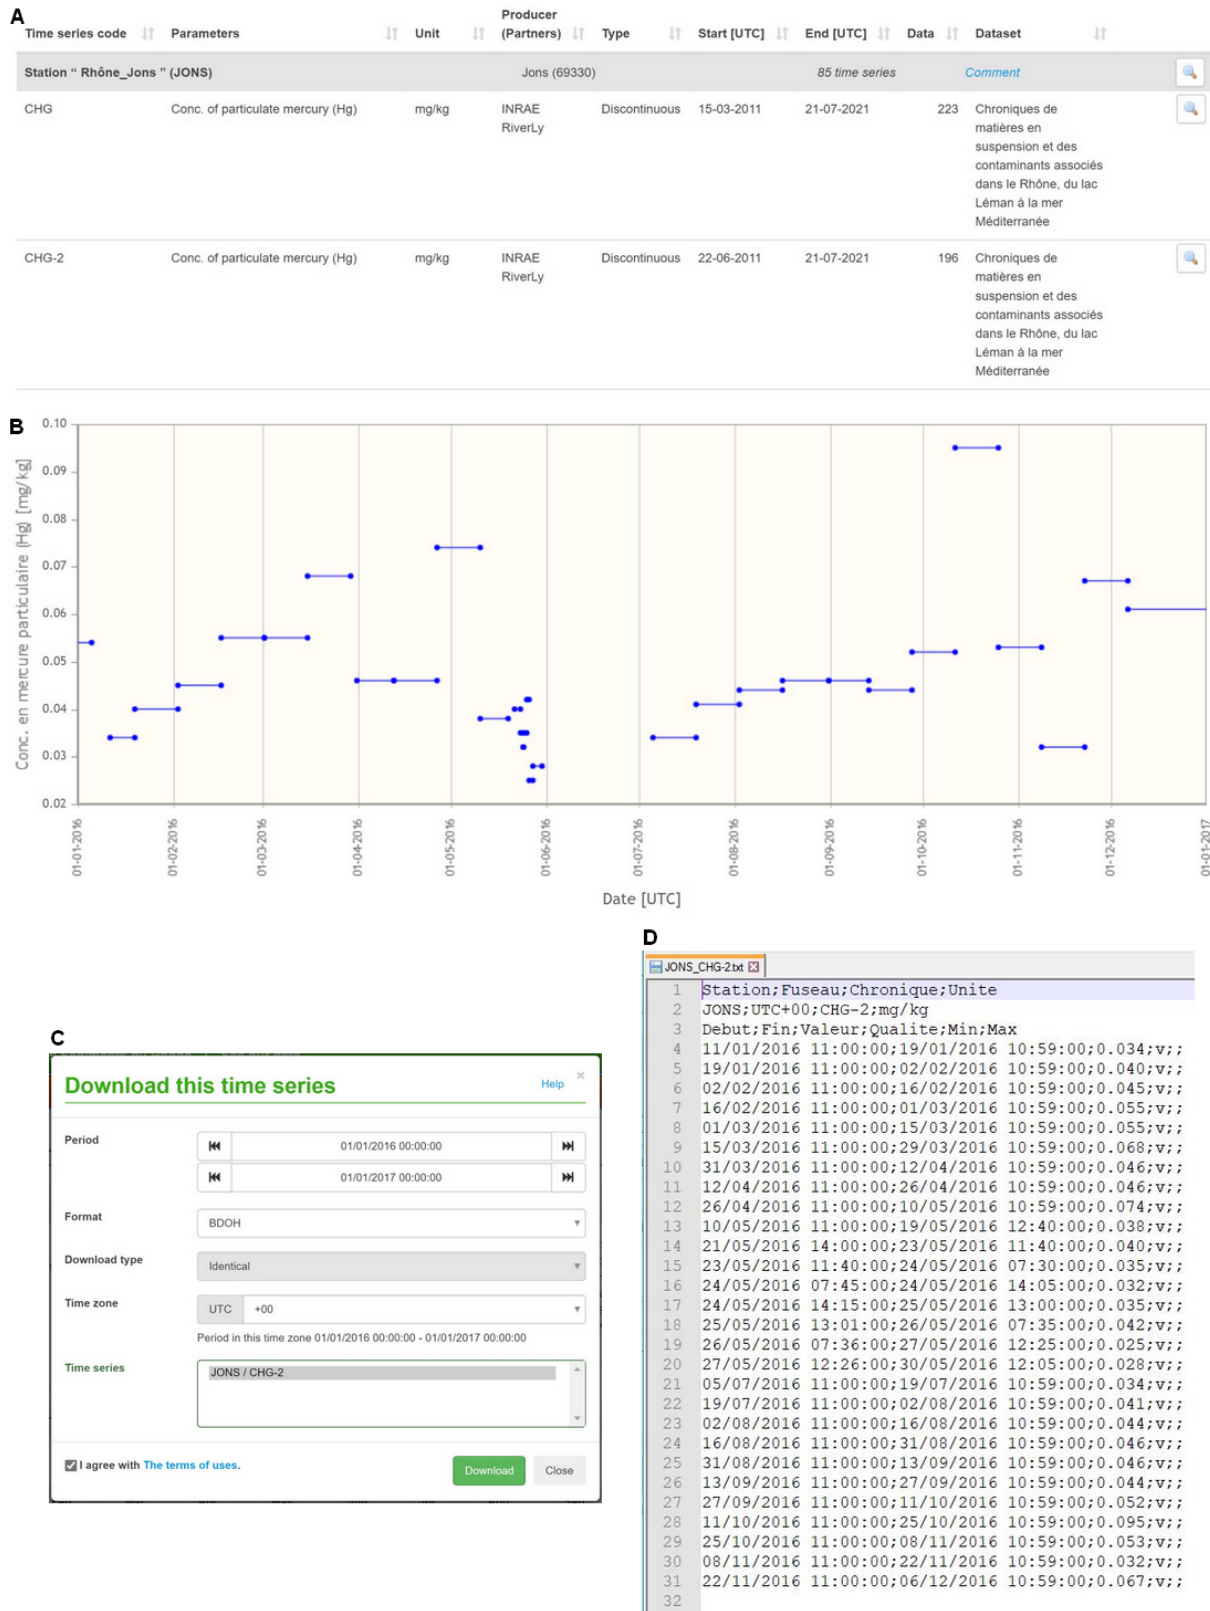 A
Time series code Parameters Unit Producer (Partners) Type Start [UTC] End [UTC] Data Dataset
Station “ Rhône_Jons ” (JONS) Jons (69330) 85 time series Comment
CHG Conc. of particulate mercury (Hg) mg/kg INRAE Discontinuous 15-03-2011 21-07-2021 223 Chroniques de
RiverLy matières en
suspension et des
contaminants associés
dans le Rhône, du lac
Léman à la mer
Méditerranée
CHG-2 Conc. of particulate mercury (Hg) mg/kg INRAE Discontinuous 22-06-2011 21-07-2021 196 Chroniques de
RiverLy matières en
suspension et des
contaminants associés
dans le Rhône, du lac
Léman à la mer
Méditerranée
B
Conc. en mercure particulaire (Hg) [mg/kg]
0.10
0.09
0.08
0.07
0.06
0.05
0.04
0.03
0.02
01-01-2016 01-02-2016 01-03-2016 01-04-2016 01-05-2016 01-06-2016 01-07-2016 01-08-2016 01-09-2016 01-10-2016 01-11-2016 01-12-2016 01-01-2017
Date [UTC]
C
Download this time series Help ×
Period 01/01/2016 00:00:00
01/01/2017 00:00:00
Format BDOH
Download type Identical
Time zone UTC +00
Period in this time zone 01/01/2016 00:00:00 - 01/01/2017 00:00:00
Time series JONS / CHG-2
I agree with The terms of uses. Download Close
D
JONS_CHG-2.txt
1 Station;Fuseau;Chronique;Unite
2 JONS;UTC+00;CHG-2;mg/kg
3 Debut;Fin;Valeur;Qualite;Min;Max
4 11/01/2016 11:00:00;19/01/2016 10:59:00;0.034;v;;
5 19/01/2016 11:00:00;02/02/2016 10:59:00;0.040;v;;
6 02/02/2016 11:00:00;16/02/2016 10:59:00;0.045;v;;
7 16/02/2016 11:00:00;01/03/2016 10:59:00;0.055;v;;
8 01/03/2016 11:00:00;15/03/2016 10:59:00;0.055;v;;
9 15/03/2016 11:00:00;29/03/2016 10:59:00;0.068;v;;
10 31/03/2016 11:00:00;12/04/2016 10:59:00;0.046;v;;
11 12/04/2016 11:00:00;26/04/2016 10:59:00;0.046;v;;
12 26/04/2016 11:00:00;10/05/2016 10:59:00;0.074;v;;
13 10/05/2016 11:00:00;19/05/2016 12:40:00;0.038;v;;
14 21/05/2016 14:00:00;23/05/2016 11:40:00;0.040;v;;
15 23/05/2016 11:40:00;24/05/2016 07:30:00;0.035;v;;
16 24/05/2016 07:45:00;24/05/2016 14:05:00;0.032;v;;
17 24/05/2016 14:15:00;25/05/2016 13:00:00;0.035;v;;
18 25/05/2016 13:01:00;26/05/2016 07:35:00;0.042;v;;
19 26/05/2016 07:36:00;27/05/2016 12:25:00;0.025;v;;
20 27/05/2016 12:26:00;30/05/2016 12:05:00;0.028;v;;
21 05/07/2016 11:00:00;19/07/2016 10:59:00;0.034;v;;
22 19/07/2016 11:00:00;02/08/2016 10:59:00;0.041;v;;
23 02/08/2016 11:00:00;16/08/2016 10:59:00;0.044;v;;
24 16/08/2016 11:00:00;31/08/2016 10:59:00;0.046;v;;
25 31/08/2016 11:00:00;13/09/2016 10:59:00;0.046;v;;
26 13/09/2016 11:00:00;27/09/2016 10:59:00;0.044;v;;
27 27/09/2016 11:00:00;11/10/2016 10:59:00;0.052;v;;
28 11/10/2016 11:00:00;25/10/2016 10:59:00;0.095;v;;
29 25/10/2016 11:00:00;08/11/2016 10:59:00;0.053;v;;
30 08/11/2016 11:00:00;22/11/2016 10:59:00;0.032;v;;
31 22/11/2016 11:00:00;06/12/2016 10:59:00;0.067;v;;
32